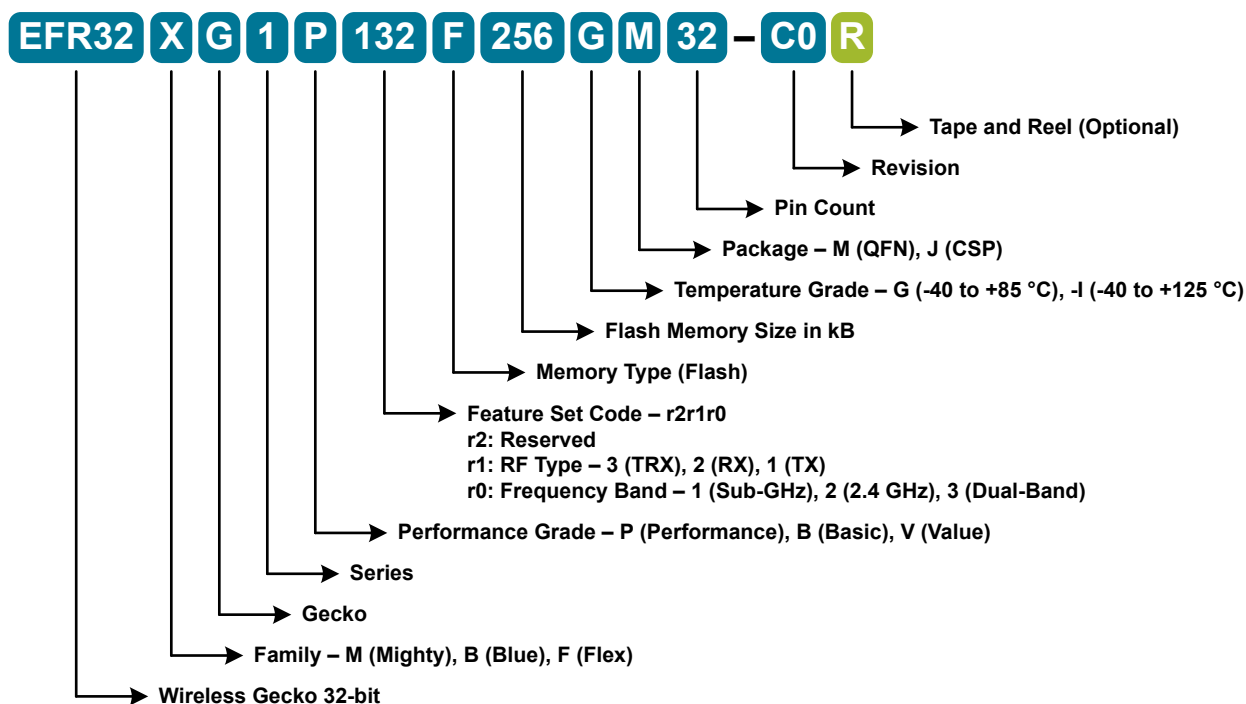 EFR32 X G 1 P 132 F 256 G M 32 – C0 R
Tape and Reel (Optional)
Revision
Pin Count
Package – M (QFN), J (CSP)
Temperature Grade – G (-40 to +85 °C), -I (-40 to +125 °C)
Flash Memory Size in kB
Memory Type (Flash)
Feature Set Code – r2r1r0
r2: Reserved
r1: RF Type – 3 (TRX), 2 (RX), 1 (TX)
r0: Frequency Band – 1 (Sub-GHz), 2 (2.4 GHz), 3 (Dual-Band)
Performance Grade – P (Performance), B (Basic), V (Value)
Series
Gecko
Family – M (Mighty), B (Blue), F (Flex)
Wireless Gecko 32-bit